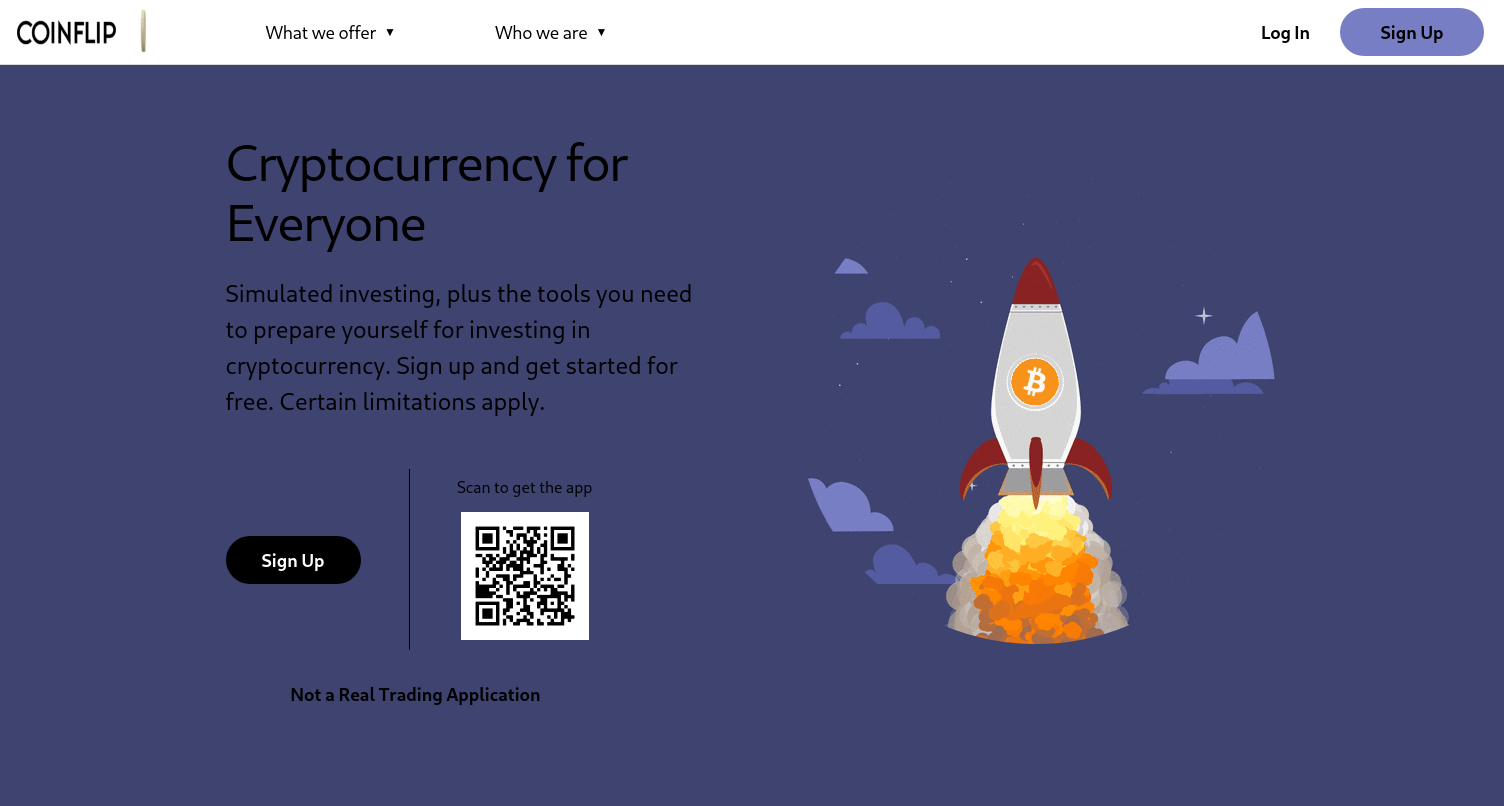 COINFLIP
What we offer ▼
Who we are ▼
Log In
Sign Up
Cryptocurrency for
Everyone
Simulated investing, plus the tools you need
to prepare yourself for investing in
cryptocurrency. Sign up and get started for
free. Certain limitations apply.
Scan to get the app
Sign Up
Not a Real Trading Application